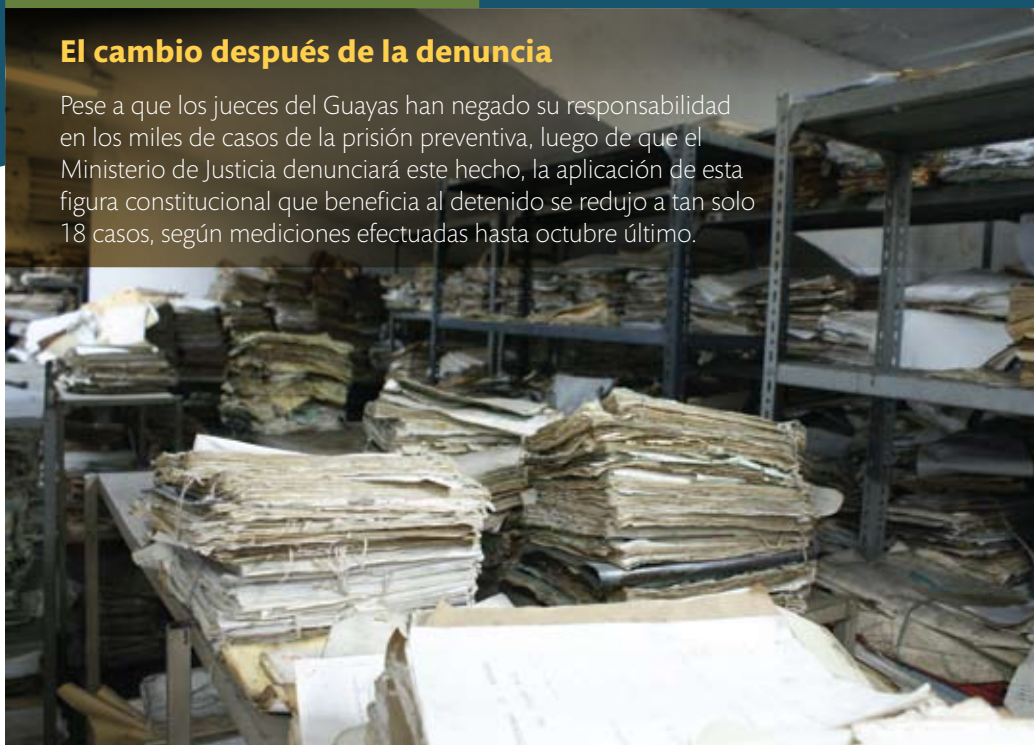 El cambio después de la denuncia
Pese a que los jueces del Guayas han negado su responsabilidad
en los miles de casos de la prisión preventiva, luego de que el
Ministerio de Justicia denunciará este hecho, la aplicación de esta
figura constitucional que beneficia al detenido se redujo a tan solo
18 casos, según mediciones efectuadas hasta octubre último.